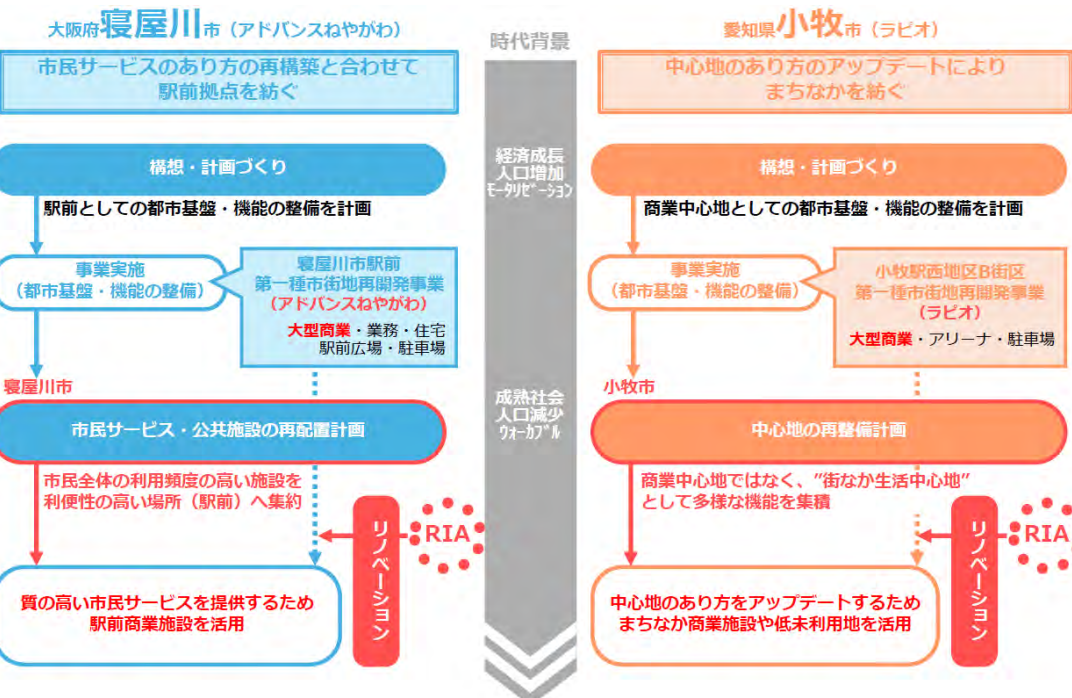 大阪府寝屋川市（アドバンスねやがわ）
市民サービスのあり方の再構築と合わせて
駅前拠点を紡ぐ
構想・計画づくり
駅前としての都市基盤・機能の整備を計画
事業実施
（都市基盤・機能の整備）
寝屋川市駅前
第一種市街地再開発事業
（アドバンスねやがわ）
大型商業・業務・住宅
駅前広場・駐車場
寝屋川市
市民サービス・公共施設の再配置計画
市民全体の利用頻度の高い施設を
利便性の高い場所（駅前）へ集約
リノベーション
RIA
質の高い市民サービスを提供するため
駅前商業施設を活用
時代背景
経済成長
人口増加
ﾓｰﾀﾘｾﾞｰｼｮﾝ
成熟社会
人口減少
ｳｫｰｶﾌﾞﾙ
愛知県小牧市（ラピオ）
中心地のあり方のアップデートにより
まちなかを紡ぐ
構想・計画づくり
商業中心地としての都市基盤・機能の整備を計画
事業実施
（都市基盤・機能の整備）
小牧駅西地区B街区
第一種市街地再開発事業
（ラピオ）
大型商業・アリーナ・駐車場
小牧市
中心地の再整備計画
商業中心地ではなく、”街なか生活中心地”
として多様な機能を集積
リノベーション
RIA
中心地のあり方をアップデートするため
まちなか商業施設や低未利用地を活用